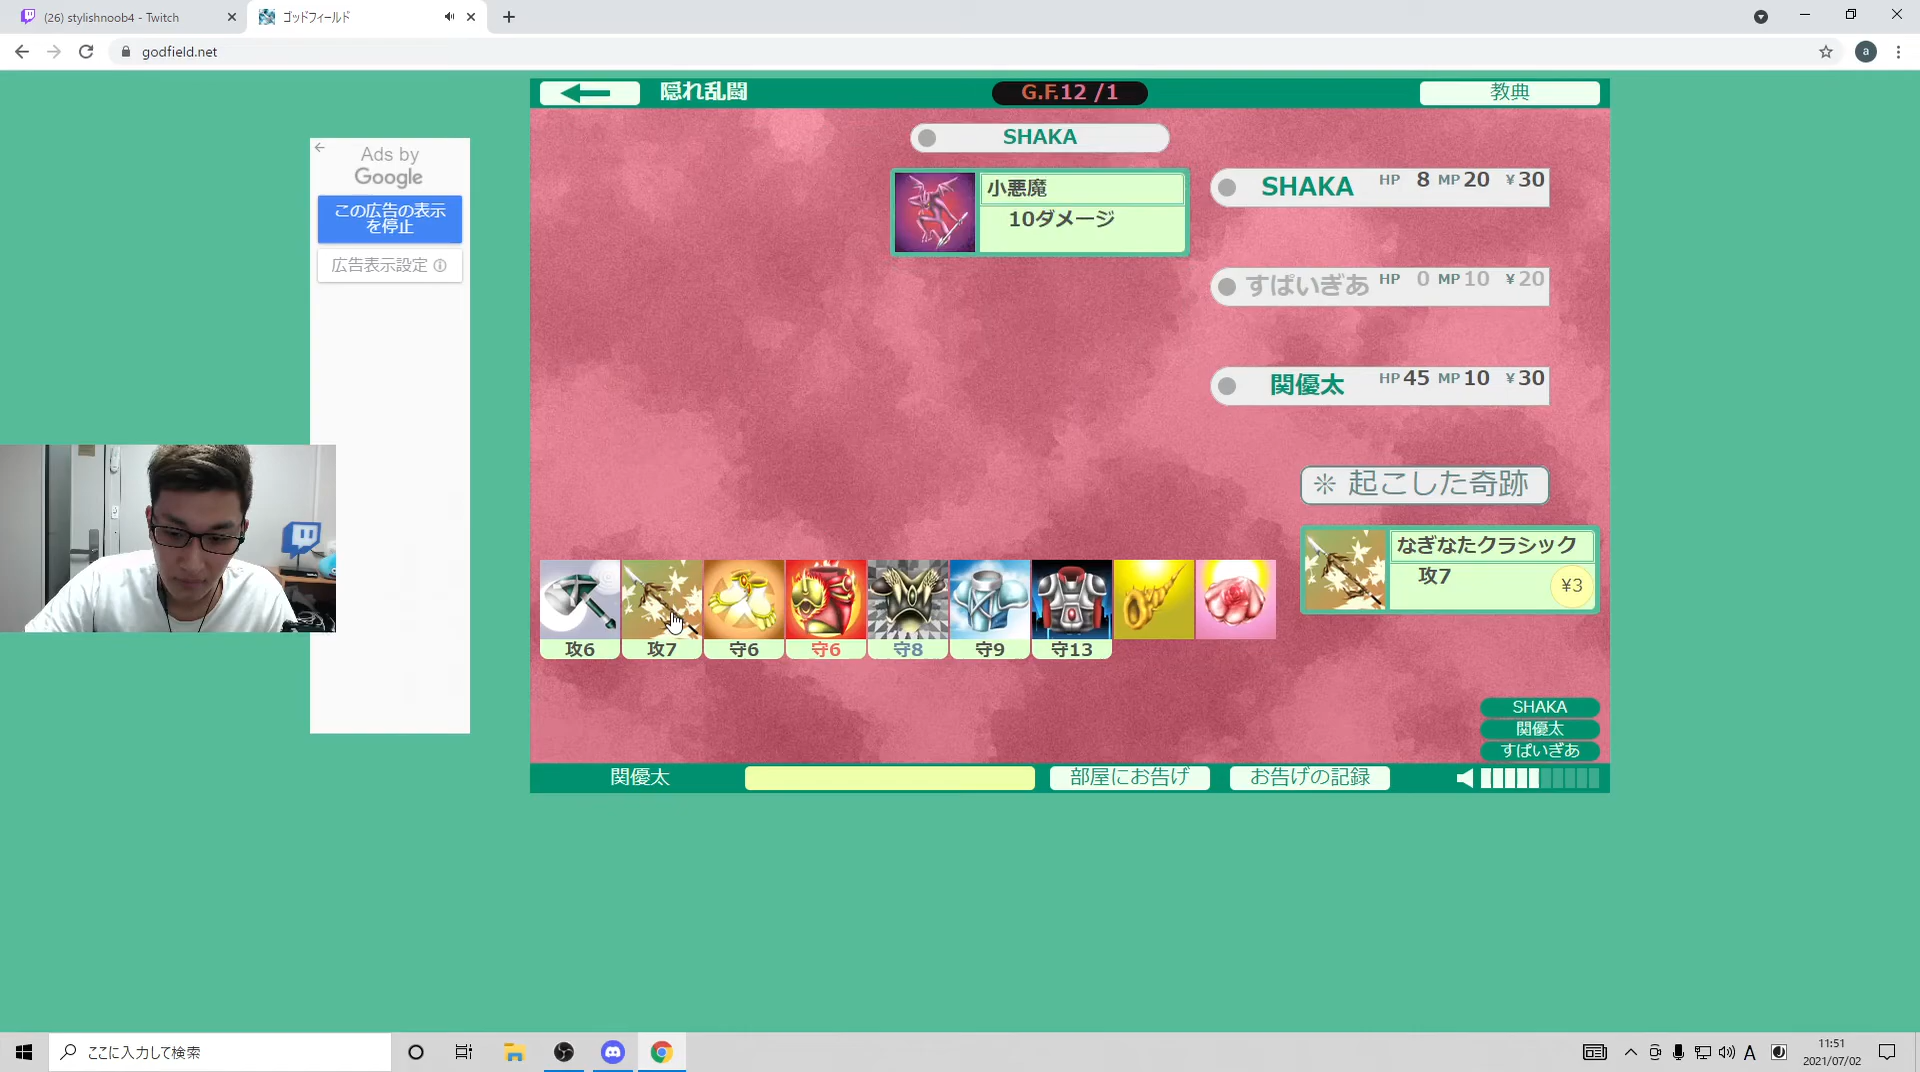 (26) stylishnoob4 - Twitch
ゴッドフィールド
godfield.net
a
隠れ乱闘
G.F.12 /1
教典
Ads by
Google
この広告の表示
を停止
広告表示設定
SHAKA
小悪魔
10ダメージ
SHAKA HP 8 MP 20 ¥ 30
すぱいぎあ HP 0 MP 10 ¥ 20
関優太 HP 45 MP 10 ¥ 30
起こした奇跡
なぎなたクラシック
攻7
¥3
攻6 攻7 守6 守6 守8 守9 守13
SHAKA
関優太
すぱいぎあ
関優太
部屋にお告げ
お告げの記録
ここに入力して検索
A
11:51
2021/07/02